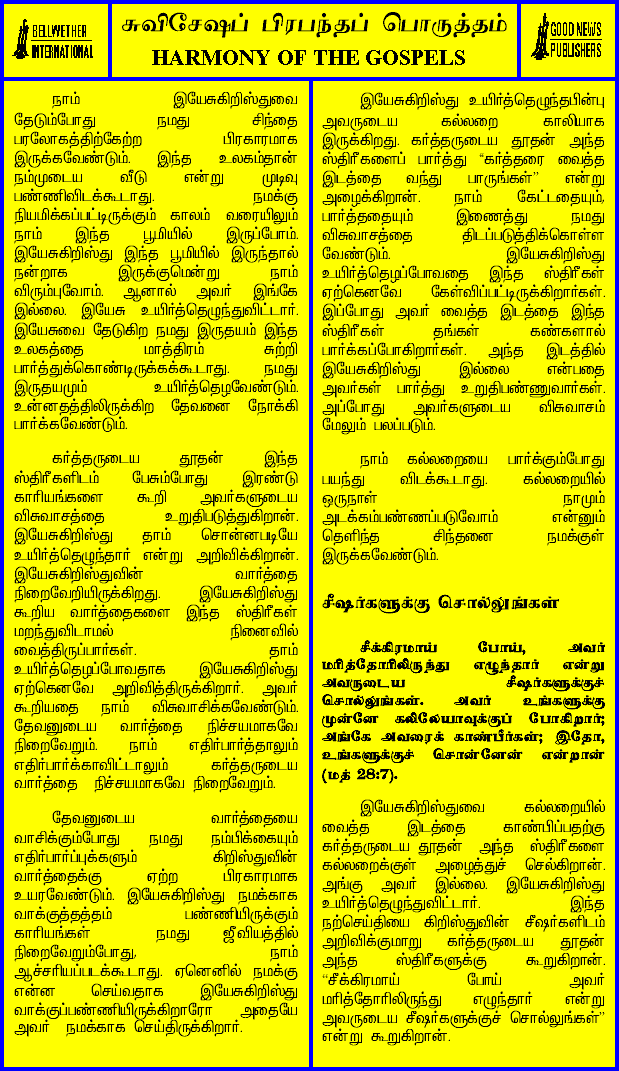 BELLWETHER
INTERNATIONAL
சுவிசேஷப் பிரபந்தப் பொருத்தம்
HARMONY OF THE GOSPELS
GOOD NEWS
PUBLISHERS
நாம் இயேசுகிறிஸ்துவை
தேடும்போது நமது சிந்தை
பரலோகத்திற்கேற்ற பிரகாரமாக
இருக்கவேண்டும். இந்த உலகம்தான்
நம்முடைய வீடு என்று முடிவு
பண்ணிவிடக்கூடாது. நமக்கு
நியமிக்கப்பட்டிருக்கும் காலம் வரையிலும்
நாம் இந்த பூமியில் இருப்போம்.
இயேசுகிறிஸ்து இந்த பூமியில் இருந்தால்
நன்றாக இருக்குமென்று நாம்
விரும்புவோம். ஆனால் அவர் இங்கே
இல்லை. இயேசு உயிர்த்தெழுந்துவிட்டார்.
இயேசுவை தேடுகிற நமது இருதயம் இந்த
உலகத்தை மாத்திரம் சுற்றி
பார்த்துக்கொண்டிருக்கக்கூடாது. நமது
இருதயமும் உயிர்த்தெழவேண்டும்.
உன்னதத்திலிருக்கிற தேவனை நோக்கி
பார்க்கவேண்டும்.
கர்த்தருடைய தூதன் இந்த
ஸ்திரீகளிடம் பேசும்போது இரண்டு
காரியங்களை கூறி அவர்களுடைய
விசுவாசத்தை உறுதிபடுத்துகிறான்.
இயேசுகிறிஸ்து தாம் சொன்னபடியே
உயிர்த்தெழுந்தார் என்று அறிவிக்கிறான்.
இயேசுகிறிஸ்துவின் வார்த்தை
நிறைவேறியிருக்கிறது. இயேசுகிறிஸ்து
கூறிய வார்த்தைகளை இந்த ஸ்திரீகள்
மறந்துவிடாமல் நினைவில்
வைத்திருப்பார்கள். தாம்
உயிர்த்தெழப்போவதாக இயேசுகிறிஸ்து
ஏற்கெனவே அறிவித்திருக்கிறார். அவர்
கூறியதை நாம் விசுவாசிக்கவேண்டும்.
தேவனுடைய வார்த்தை நிச்சயமாகவே
நிறைவேறும். நாம் எதிர்பார்த்தாலும்
எதிர்பார்க்காவிட்டாலும் கர்த்தருடைய
வார்த்தை நிச்சயமாகவே நிறைவேறும்.
தேவனுடைய வார்த்தையை
வாசிக்கும்போது நமது நம்பிக்கையும்
எதிர்பார்ப்புக்களும் கிறிஸ்துவின்
வார்த்தைக்கு ஏற்ற பிரகாரமாக
உயரவேண்டும். இயேசுகிறிஸ்து நமக்காக
வாக்குத்தத்தம் பண்ணியிருக்கும்
காரியங்கள் நமது ஜீவியத்தில்
நிறைவேறும்போது, நாம்
ஆச்சரியப்படக்கூடாது. ஏனெனில் நமக்கு
என்ன செய்வதாக இயேசுகிறிஸ்து
வாக்குப்பண்ணியிருக்கிறாரோ அதையே
அவர் நமக்காக செய்திருக்கிறார்.
இயேசுகிறிஸ்து உயிர்த்தெழுந்தபின்பு
அவருடைய கல்லறை காலியாக
இருக்கிறது. கர்த்தருடைய தூதன் அந்த
ஸ்திரீகளைப் பார்த்து “கர்த்தரை வைத்த
இடத்தை வந்து பாருங்கள்” என்று
அழைக்கிறான். நாம் கேட்டதையும்,
பார்த்ததையும் இணைத்து நமது
விசுவாசத்தை திடப்படுத்திக்கொள்ள
வேண்டும். இயேசுகிறிஸ்து
உயிர்த்தெழப்போவதை இந்த ஸ்திரீகள்
ஏற்கெனவே கேள்விப்பட்டிருக்கிறார்கள்.
இப்போது அவர் வைத்த இடத்தை இந்த
ஸ்திரீகள் தங்கள் கண்களால்
பார்க்கப்போகிறார்கள். அந்த இடத்தில்
இயேசுகிறிஸ்து இல்லை என்பதை
அவர்கள் பார்த்து உறுதிபண்ணுவார்கள்.
அப்போது அவர்களுடைய விசுவாசம்
மேலும் பலப்படும்.
நாம் கல்லறையை பார்க்கும்போது
பயந்து விடக்கூடாது. கல்லறையில்
ஒருநாள் நாமும்
அடக்கம்பண்ணப்படுவோம் என்னும்
தெளிந்த சிந்தனை நமக்குள்
இருக்கவேண்டும்.
சீஷர்களுக்கு சொல்லுங்கள்
சீக்கிரமாய் போய், அவர்
மரித்தோரிலிருந்து எழுந்தார் என்று
அவருடைய சீஷர்களுக்குச்
சொல்லுங்கள். அவர் உங்களுக்கு
முன்னே கலிலேயாவுக்குப் போகிறார்;
அங்கே அவரைக் காண்பீர்கள்; இதோ,
உங்களுக்குச் சொன்னேன் என்றான்
(மத் 28:7).
இயேசுகிறிஸ்துவை கல்லறையில்
வைத்த இடத்தை காண்பிப்பதற்கு
கர்த்தருடைய தூதன் அந்த ஸ்திரீகளை
கல்லறைக்குள் அழைத்துச் செல்கிறான்.
அங்கு அவர் இல்லை. இயேசுகிறிஸ்து
உயிர்த்தெழுந்துவிட்டார். இந்த
நற்செய்தியை கிறிஸ்துவின் சீஷர்களிடம்
அறிவிக்குமாறு கர்த்தருடைய தூதன்
அந்த ஸ்திரீகளுக்கு கூறுகிறான்.
“சீக்கிரமாய் போய் அவர்
மரித்தோரிலிருந்து எழுந்தார் என்று
அவருடைய சீஷர்களுக்குச் சொல்லுங்கள்”
என்று கூறுகிறான்.